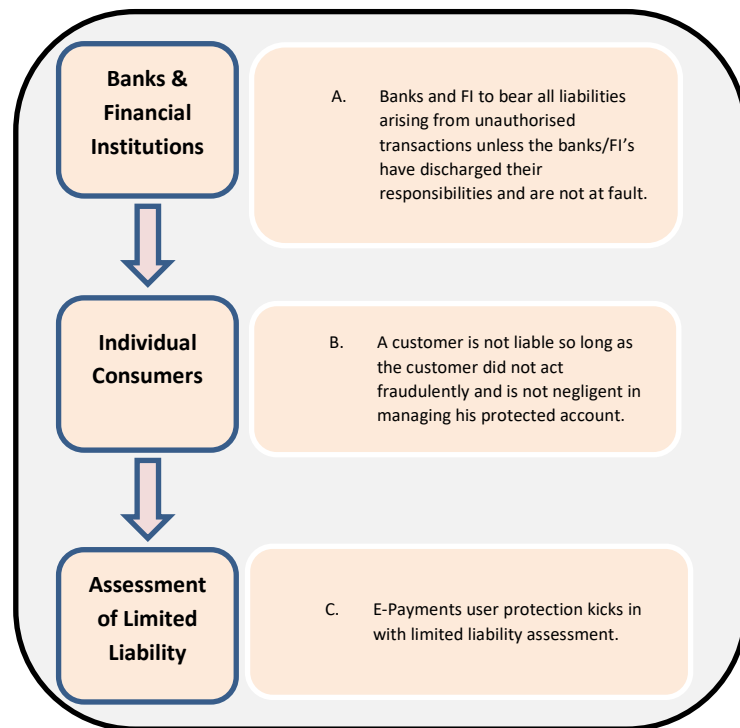 Banks &
Financial
Institutions
A. Banks and FI to bear all liabilities
arising from unauthorised
transactions unless the banks/FI's
have discharged their
responsibilities and are not at fault.
Individual
Consumers
B. A customer is not liable so long as
the customer did not act
fraudulently and is not negligent in
managing his protected account.
Assessment
of Limited
Liability
C. E-Payments user protection kicks in
with limited liability assessment.